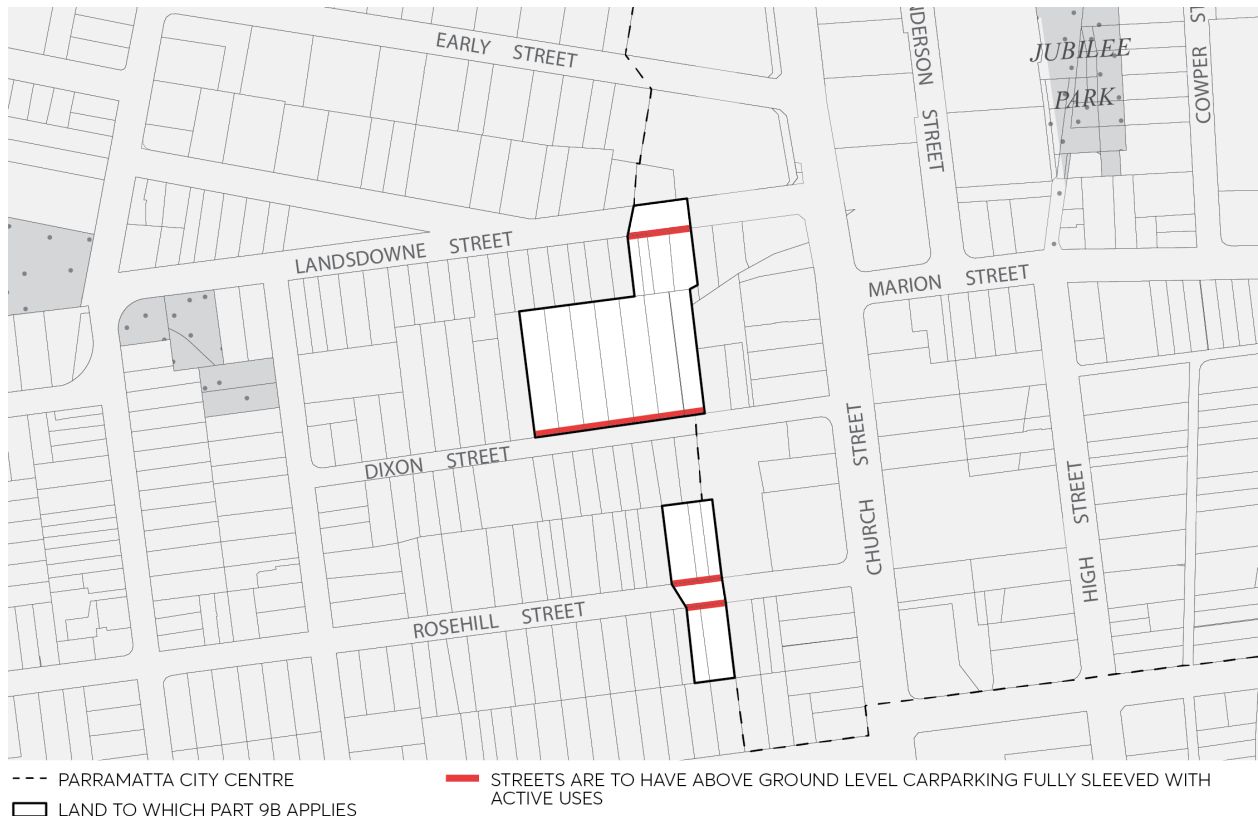 EARLY STREET
ANDERSON STREET
JUBILEE
PARK
COWPER ST
LANDSDOWNE STREET
MARION STREET
DIXON STREET
CHURCH STREET
HIGH STREET
ROSEHILL STREET
PARRAMATTA CITY CENTRE
LAND TO WHICH PART 9B APPLIES
STREETS ARE TO HAVE ABOVE GROUND LEVEL CARPARKING FULLY SLEEVED WITH
ACTIVE USES